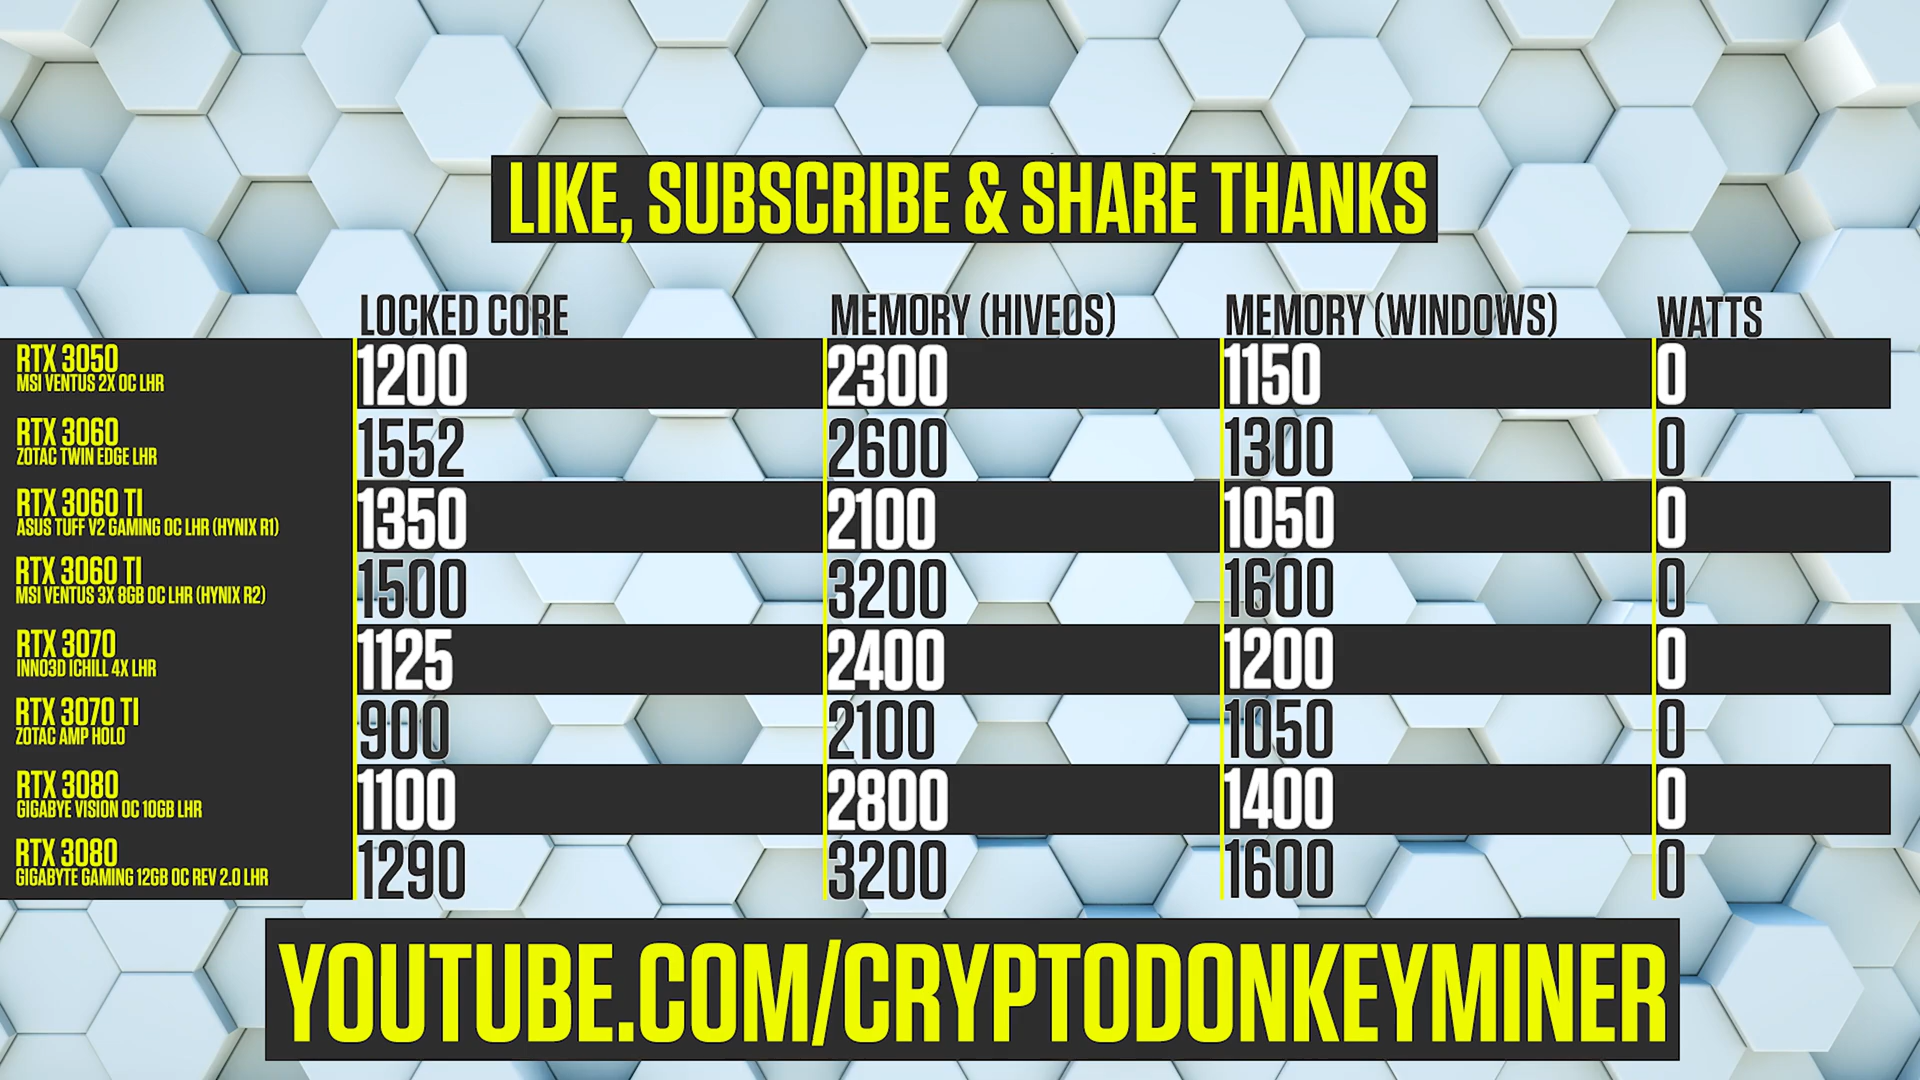 LIKE, SUBSCRIBE & SHARE THANKS
LOCKED CORE MEMORY (HIVEOS) MEMORY (WINDOWS) WATTS
RTX 3050
MSI VENTUS 2X OC LHR
1200 2300 1150 0
RTX 3060
ZOTAC TWIN EDGE LHR
1552 2600 1300 0
RTX 3060 TI
ASUS TUFF V2 GAMING OC LHR (HYNIX R1)
1350 2100 1050 0
RTX 3060 TI
MSI VENTUS 3X 8GB OC LHR (HYNIX R2)
1500 3200 1600 0
RTX 3070
INNO3D ICHILL 4X LHR
1125 2400 1200 0
RTX 3070 TI
ZOTAC AMP HOLO
900 2100 1050 0
RTX 3080
GIGABYE VISION OC 10GB LHR
1100 2800 1400 0
RTX 3080
GIGABYTE GAMING 12GB OC REV 2.0 LHR
1290 3200 1600 0
YOUTUBE.COM/CRYPTODONKEYMINER